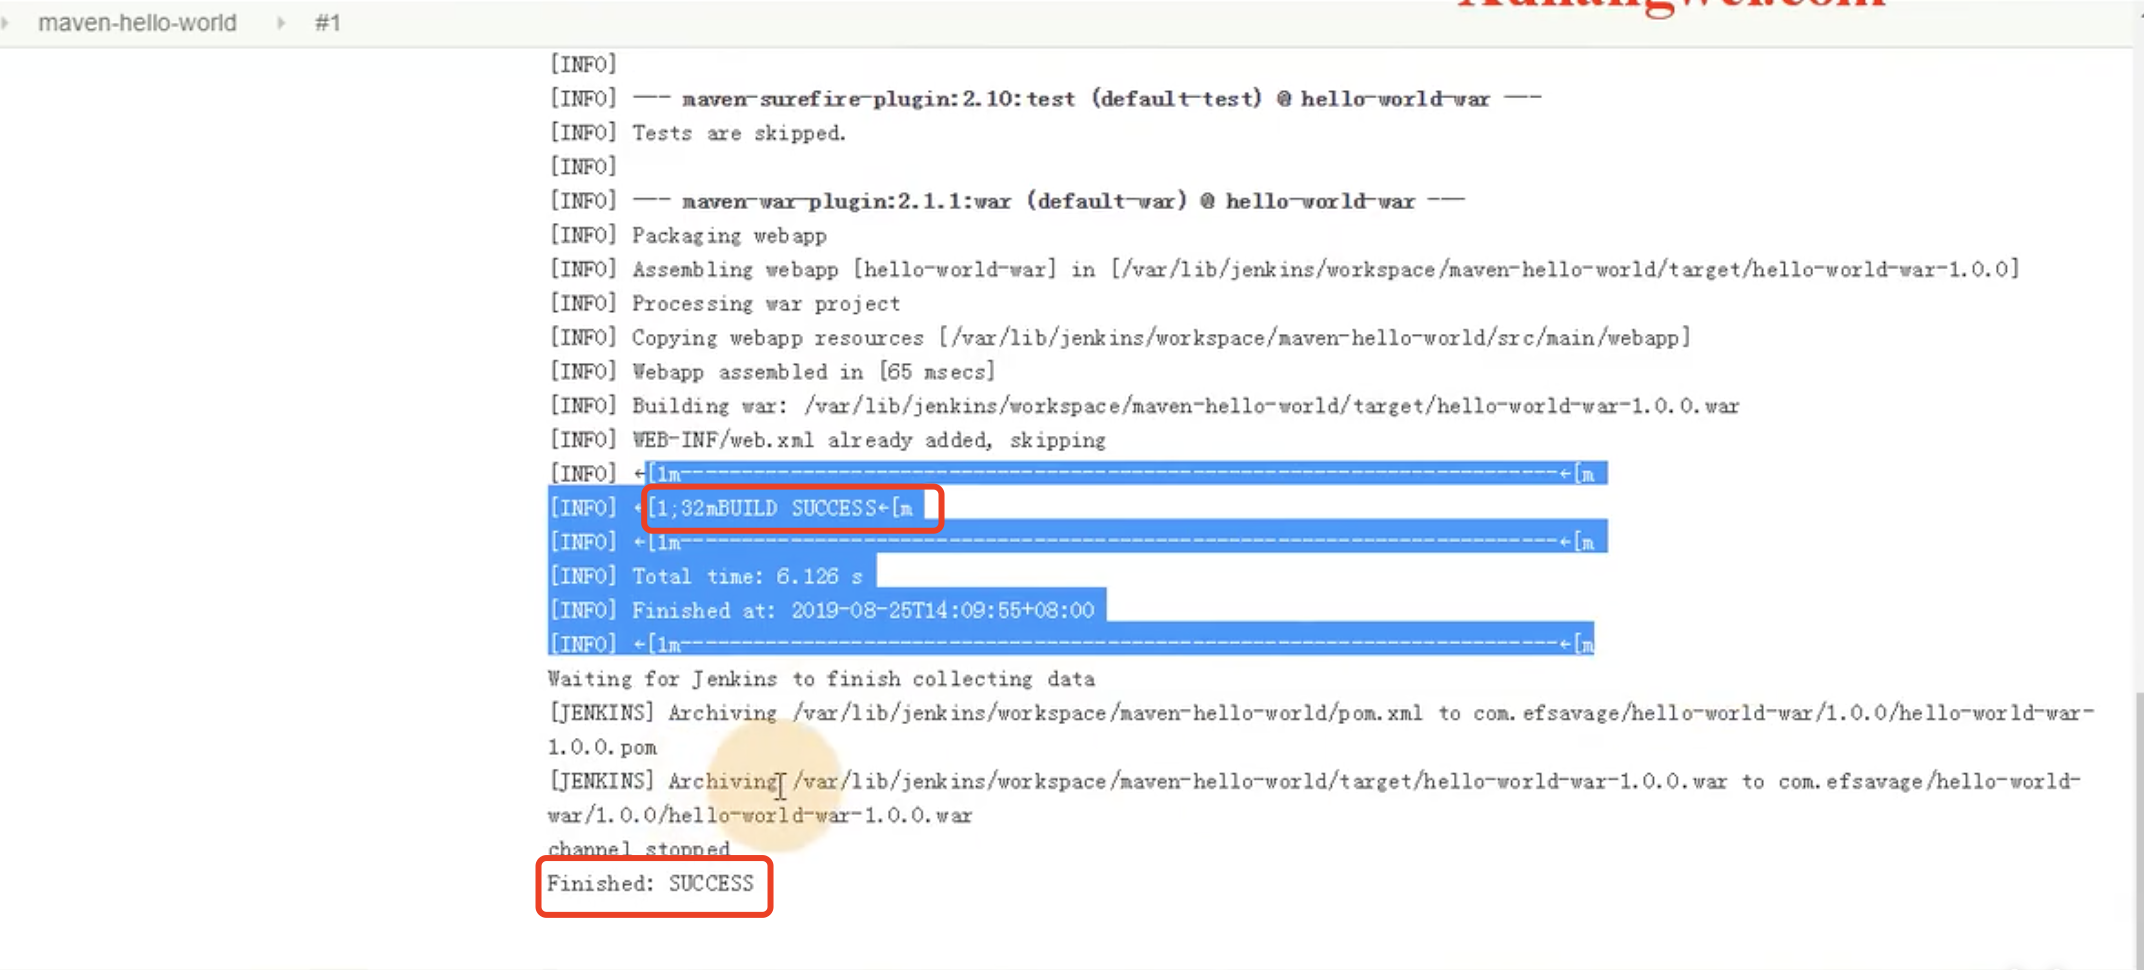 maven-hello-world
#1
[INFO]
[INFO] --- maven-surefire-plugin:2.10:test (default-test) @ hello-world-war ---
[INFO] Tests are skipped.
[INFO]
[INFO] --- maven-war-plugin:2.1.1:war (default-war) @ hello-world-war ---
[INFO] Packaging webapp
[INFO] Assembling webapp [hello-world-war] in [/var/lib/jenkins/workspace/maven-hello-world/target/hello-world-war-1.0.0]
[INFO] Processing war project
[INFO] Copying webapp resources [/var/lib/jenkins/workspace/maven-hello-world/src/main/webapp]
[INFO] Webapp assembled in [65 msecs]
[INFO] Building war: /var/lib/jenkins/workspace/maven-hello-world/target/hello-world-war-1.0.0.war
[INFO] WEB-INF/web.xml already added, skipping
[INFO] ←[1m------------------------------------------------------------------------←[m
[INFO] ←[1;32mBUILD SUCCESS←[m
[INFO] ←[1m------------------------------------------------------------------------←[m
[INFO] Total time: 6.126 s
[INFO] Finished at: 2019-08-25T14:09:55+08:00
[INFO] ←[1m------------------------------------------------------------------------←[m
Waiting for Jenkins to finish collecting data
[JENKINS] Archiving /var/lib/jenkins/workspace/maven-hello-world/pom.xml to com.efsavage/hello-world-war/1.0.0/hello-world-war-
1.0.0.pom
[JENKINS] Archiving /var/lib/jenkins/workspace/maven-hello-world/target/hello-world-war-1.0.0.war to com.efsavage/hello-world-
war/1.0.0/hello-world-war-1.0.0.war
channel stopped
Finished: SUCCESS